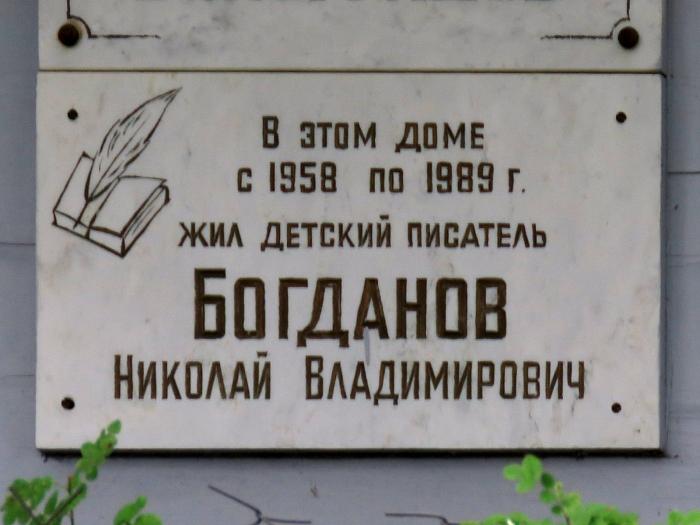 В этом доме
с 1958 по 1989 г.
жил детский писатель
Богданов
Николай Владимирович